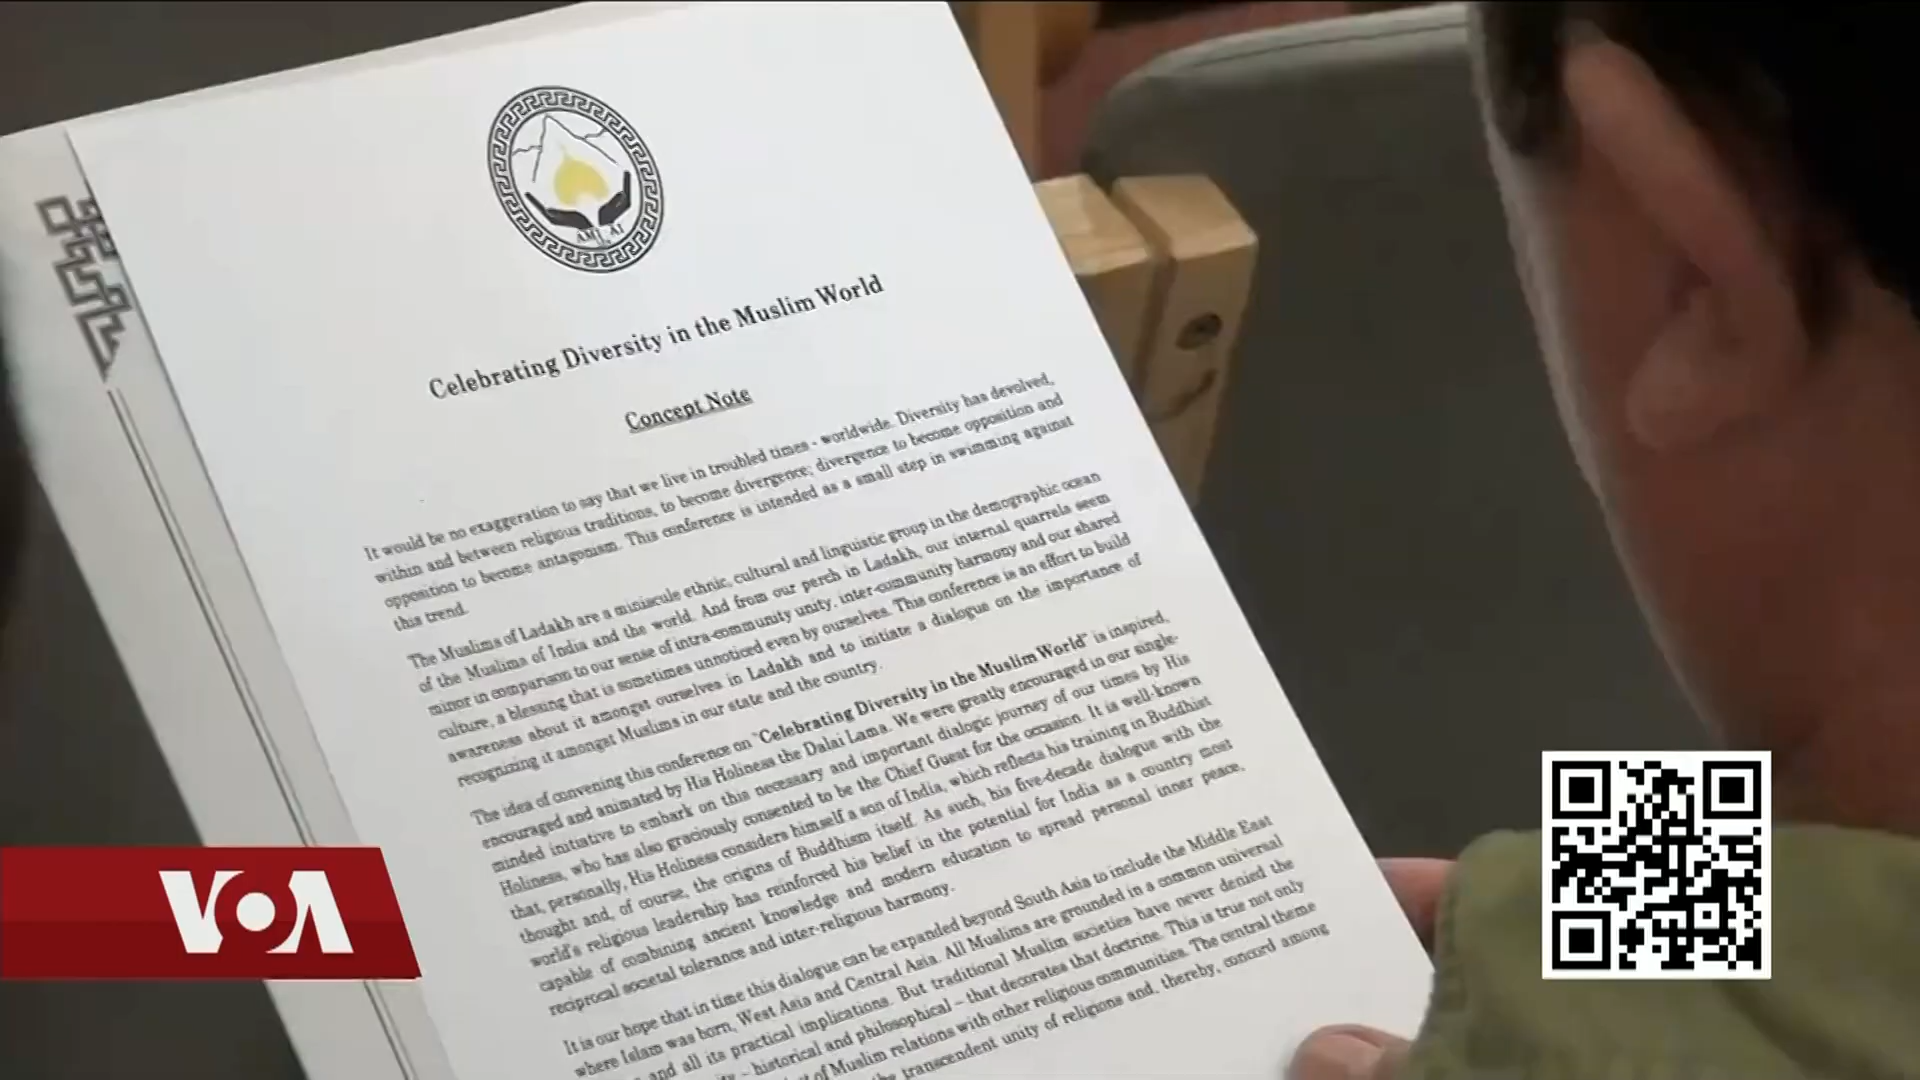 Celebrating Diversity in the Muslim World
Concept Note
It would be no exaggeration to say that we live in troubled times - worldwide. Diversity has devolved,
within and between religious traditions, to become divergence; divergence to become opposition and
opposition to become antagonism. This conference is intended as a small step in swimming against
this trend.
The Muslims of Ladakh are a miniscule ethnic, cultural and linguistic group in the demographic ocean
of the Muslims of India and the world. And from our perch in Ladakh, our internal quarrels seem
minor in comparison to our sense of intra-community unity, inter-community harmony and our shared
culture, a blessing that is sometimes unnoticed even by ourselves. This conference is an effort to build
awareness about it amongst ourselves in Ladakh and to initiate a dialogue on the importance of
recognizing it amongst Muslims in our state and the country.
The idea of convening this conference on "Celebrating Diversity in the Muslim World" is inspired,
encouraged and animated by His Holiness the Dalai Lama. We were greatly encouraged in our single-
minded initiative to embark on this necessary and important dialogic journey of our times by His
Holiness, who has also graciously consented to be the Chief Guest for the occasion. It is well-known
that, personally, His Holiness considers himself a son of India, which reflects his training in Buddhist
thought and, of course, the origins of Buddhism itself. As such, his five-decade dialogue with the
world's religious leadership has reinforced his belief in the potential for India as a country most
capable of combining ancient knowledge and modern education to spread personal inner peace,
reciprocal societal tolerance and inter-religious harmony.
It is our hope that in time this dialogue can be expanded beyond South Asia to include the Middle East
where Islam was born, West Asia and Central Asia. All Muslims are grounded in a common universal
and all its practical implications. But traditional Muslim societies have never denied the
- historical and philosophical - that decorates that doctrine. This is true not only
of Muslim relations with other religious communities. The central theme
the transcendent unity of religions and, thereby, concord among
VOA